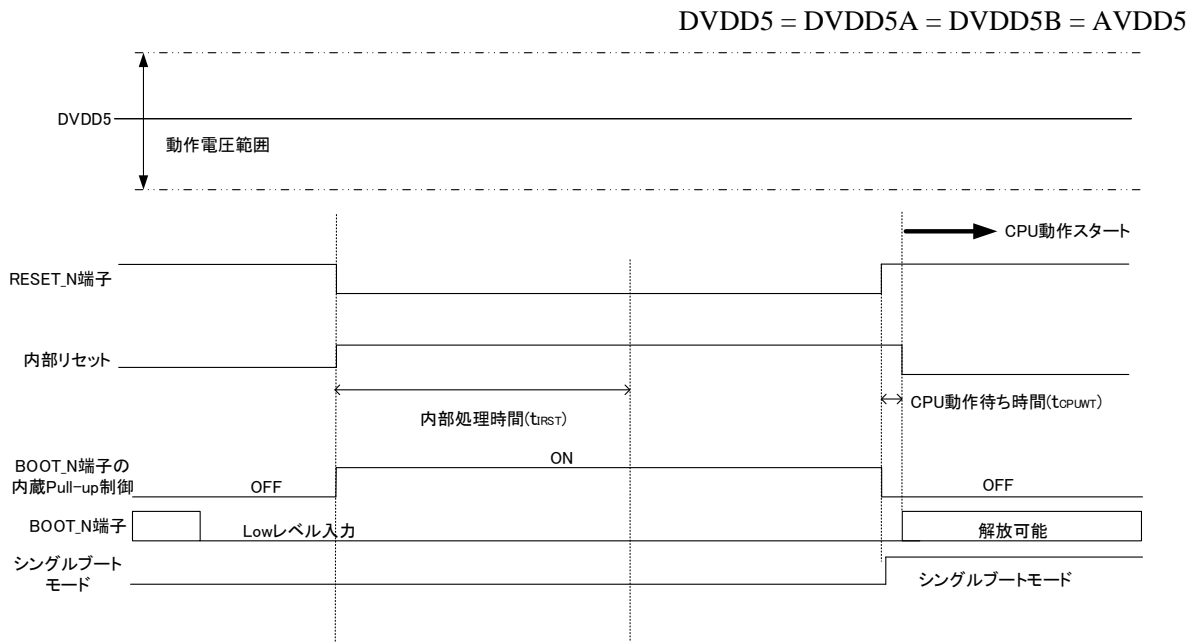 DVDD5 = DVDD5A = DVDD5B = AVDD5
DVDD5
動作電圧範囲
CPU動作スタート
RESET_N端子
内部リセット
CPU動作待ち時間(tCPUWT)
内部処理時間(tIRST)
BOOT_N端子の
内蔵Pull-up制御
OFF
ON
OFF
BOOT_N端子
Lowレベル入力
解放可能
シングルブート
モード
シングルブートモード